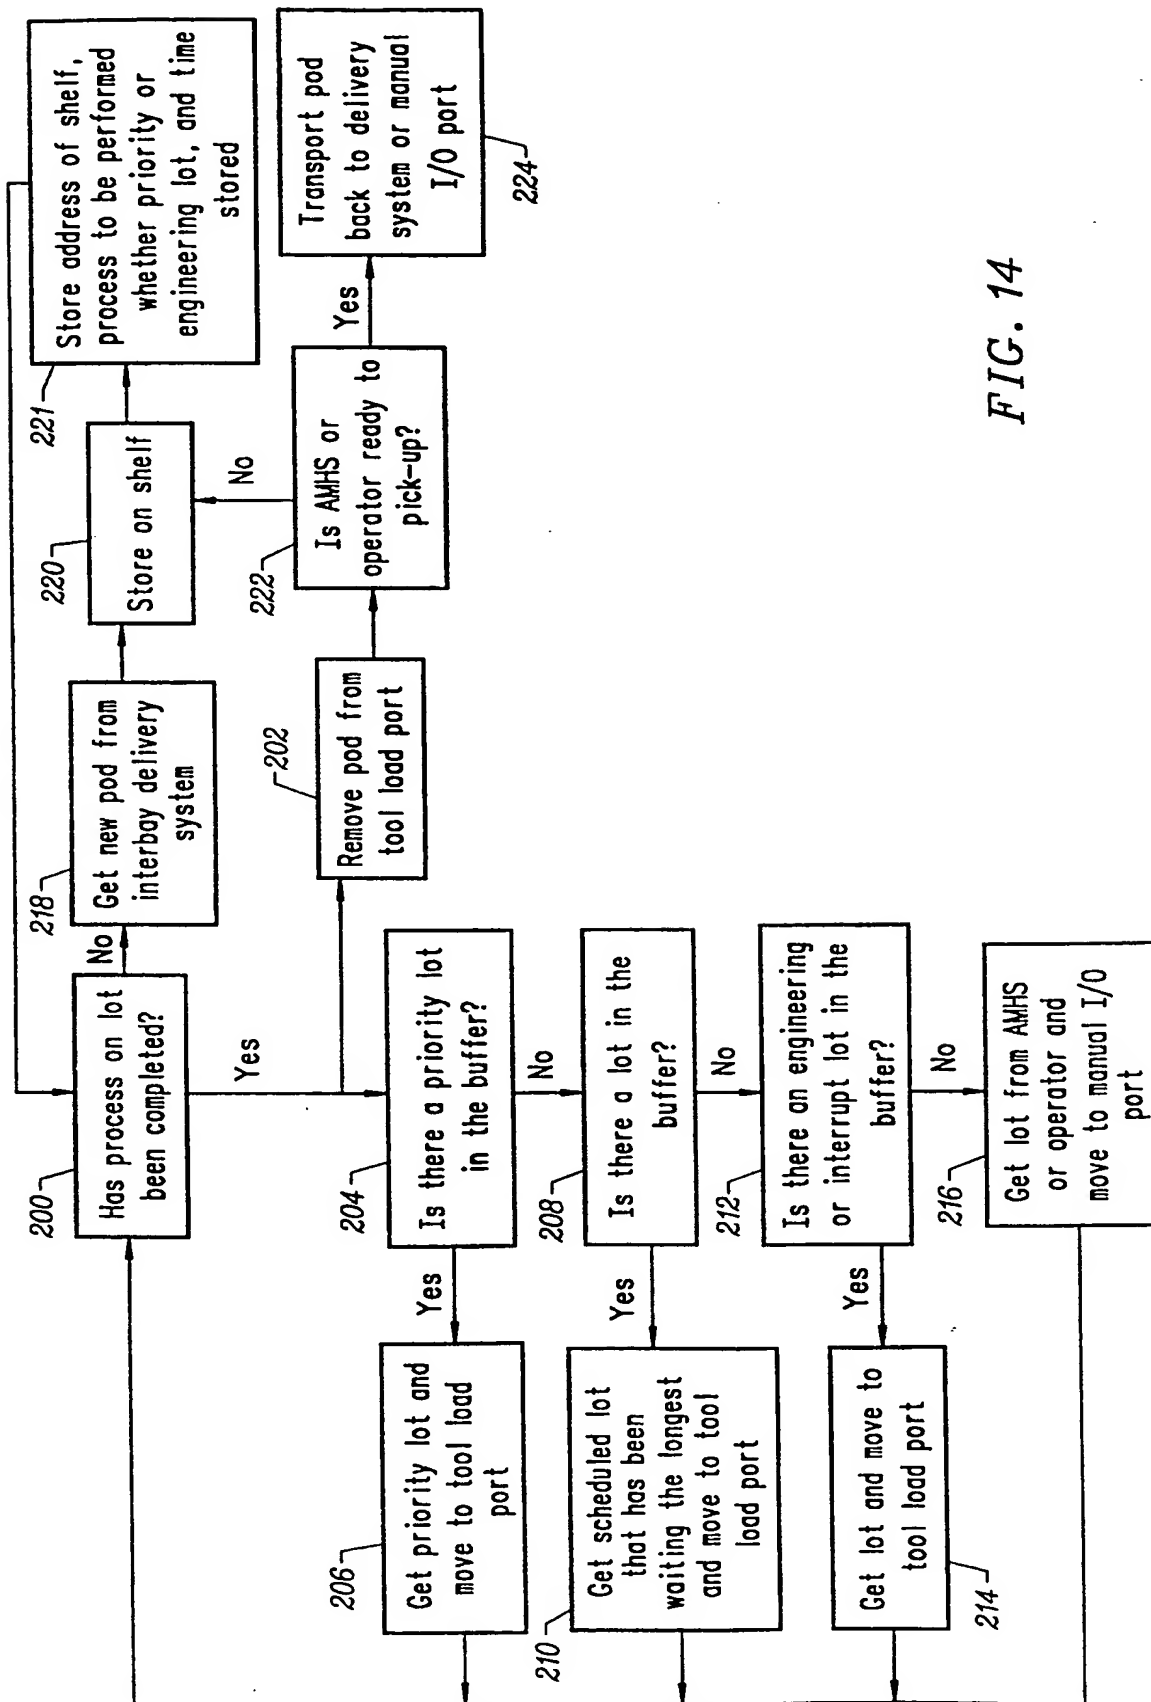 200
Has process on lot
been completed?
No
218
Get new pod from
interbay delivery
system
220
Store on shelf
221
Store address of shelf,
process to be performed
whether priority or
engineering lot, and time
stored
Yes
202
Remove pod from
tool load port
222
Is AMHS or
operator ready to
pick-up?
No
Yes
Transport pod
back to delivery
system or manual
I/O port
224
204
Is there a priority lot
in the buffer?
Yes
206
Get priority lot and
move to tool load
port
No
208
Is there a lot in the
buffer?
Yes
210
Get scheduled lot
that has been
waiting the longest
and move to tool
load port
No
212
Is there an engineering
or interrupt lot in the
buffer?
Yes
Get lot and move to
tool load port
214
No
216
Get lot from AMHS
or operator and
move to manual I/O
port
FIG. 14